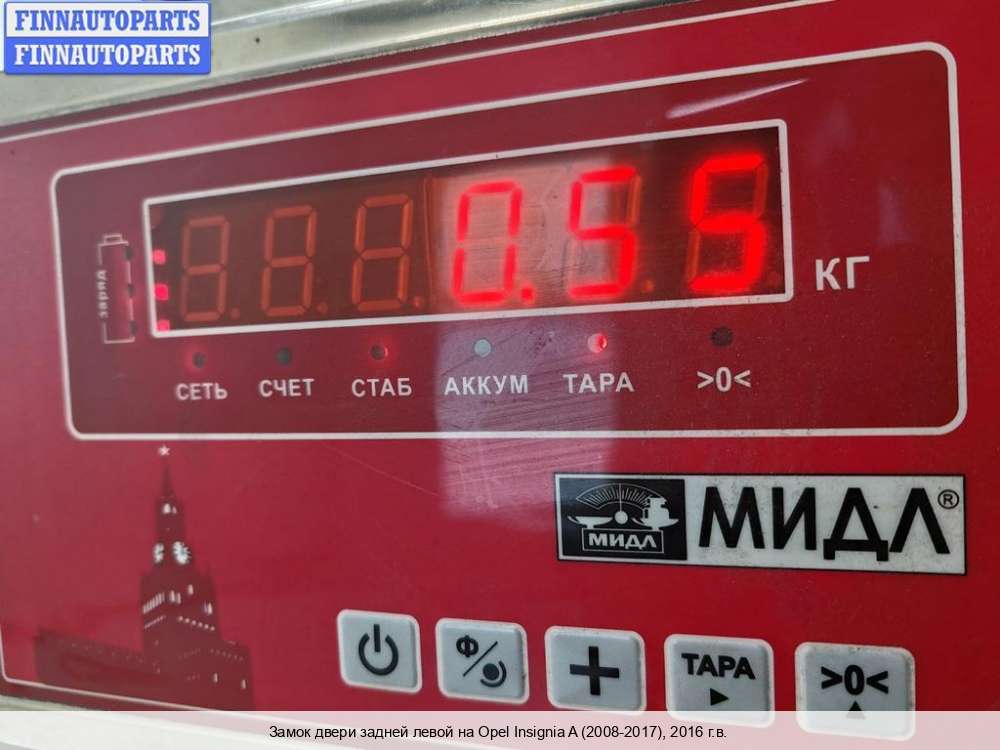 FINNAUTOPARTS
FINNAUTOPARTS
заряд
0.55 КГ
СЕТЬ СЧЕТ СТАБ АККУМ ТАРА >0<
МИДЛ МИДЛ®
Ф
ТАРА >0<
Замок двери задней левой на Opel Insignia A (2008-2017), 2016 г.в.